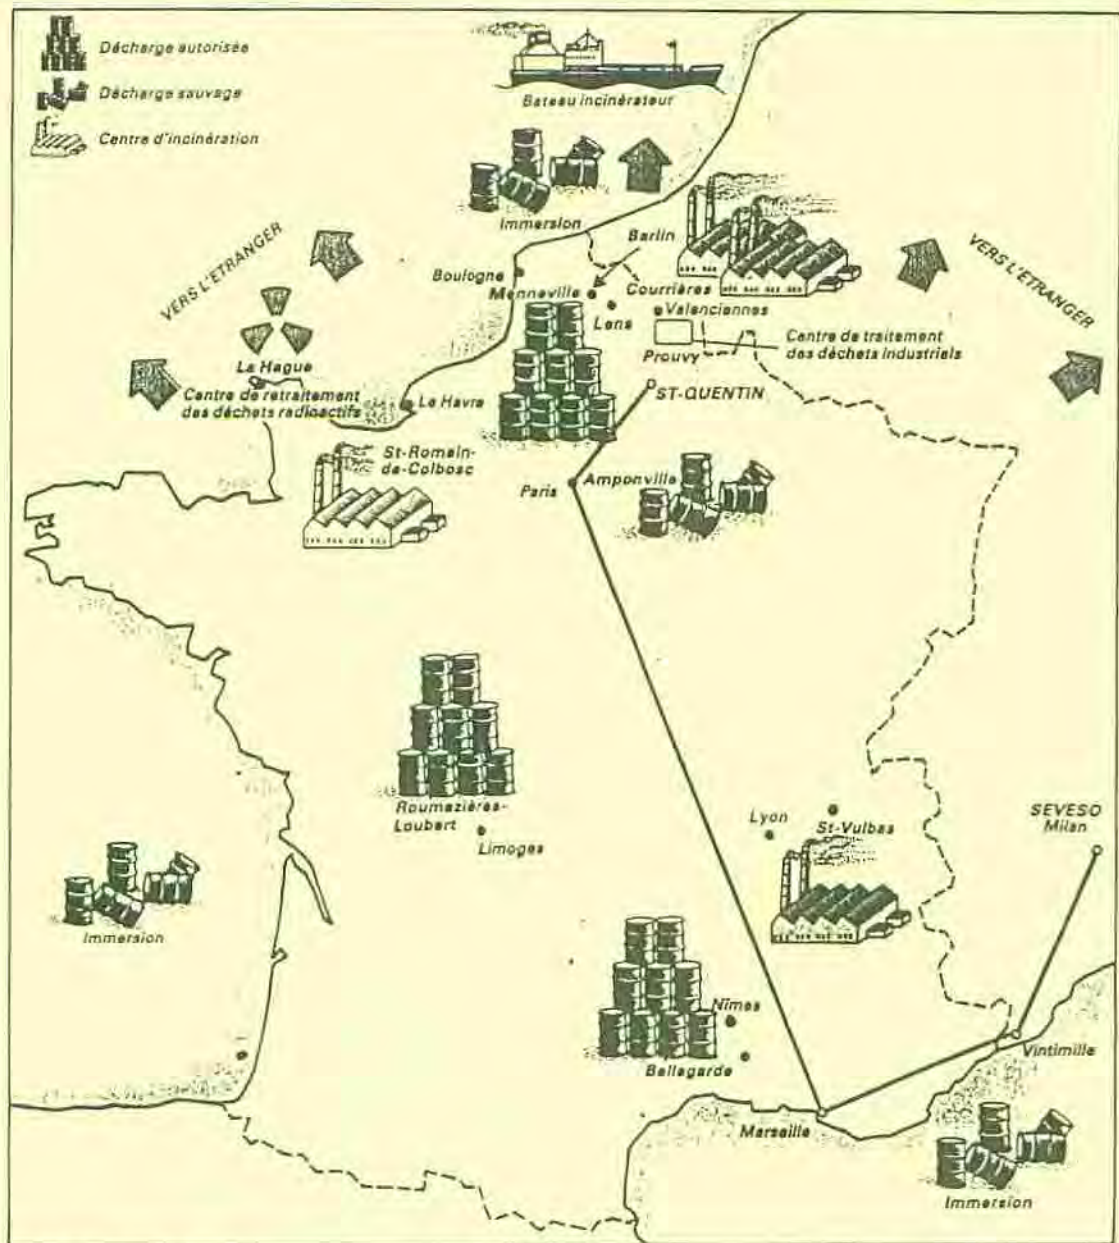 Décharge autorisée
Décharge sauvage
Centre d'incinération
Bateau incinérateur
Immersion
VERS L'ETRANGER
VERS L'ETRANGER
Barlin
Boulogne
Menneville
Courrières
Lens
Valenciennes
Prouvy
Centre de traitement
des déchets industriels
La Hague
Centre de retraitement
des déchets radioactifs
Le Havre
ST-QUENTIN
St-Romain-
de-Colbosc
Paris
Amponville
Roumazières-
Loubert
Limoges
Lyon
St-Vulbas
SEVESO
Milan
Immersion
Nîmes
Bellegarde
Vintimille
Marseille
Immersion